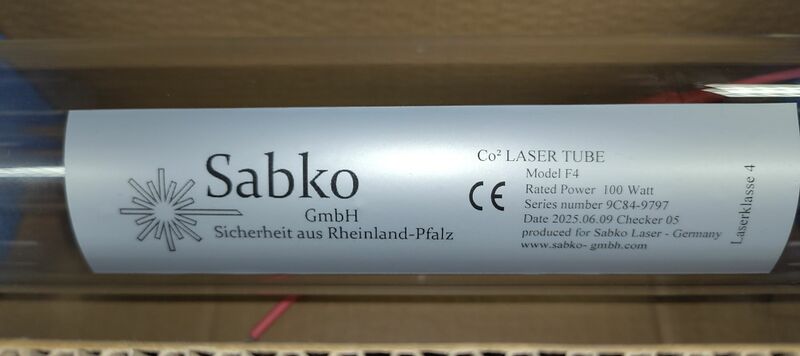 Sabko
GmbH
Sicherheit aus Rheinland-Pfalz
CE
Co² LASER TUBE
Model F4
Rated Power 100 Watt
Series number 9C84-9797
Date 2025.06.09 Checker 05
produced for Sabko Laser - Germany
www.sabko- gmbh.com
Laserklasse 4